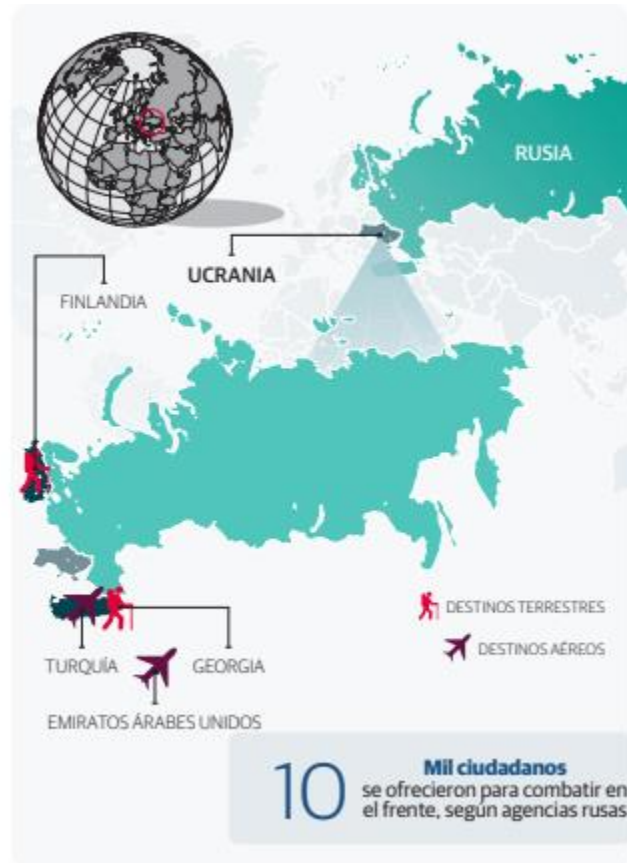 RUSIA
UCRANIA
FINLANDIA
DESTINOS TERRESTRES
DESTINOS AÉREOS
TURQUÍA
GEORGIA
EMIRATOS ÁRABES UNIDOS
10
Mil ciudadanos
se ofrecieron para combatir en
el frente, según agencias rusas